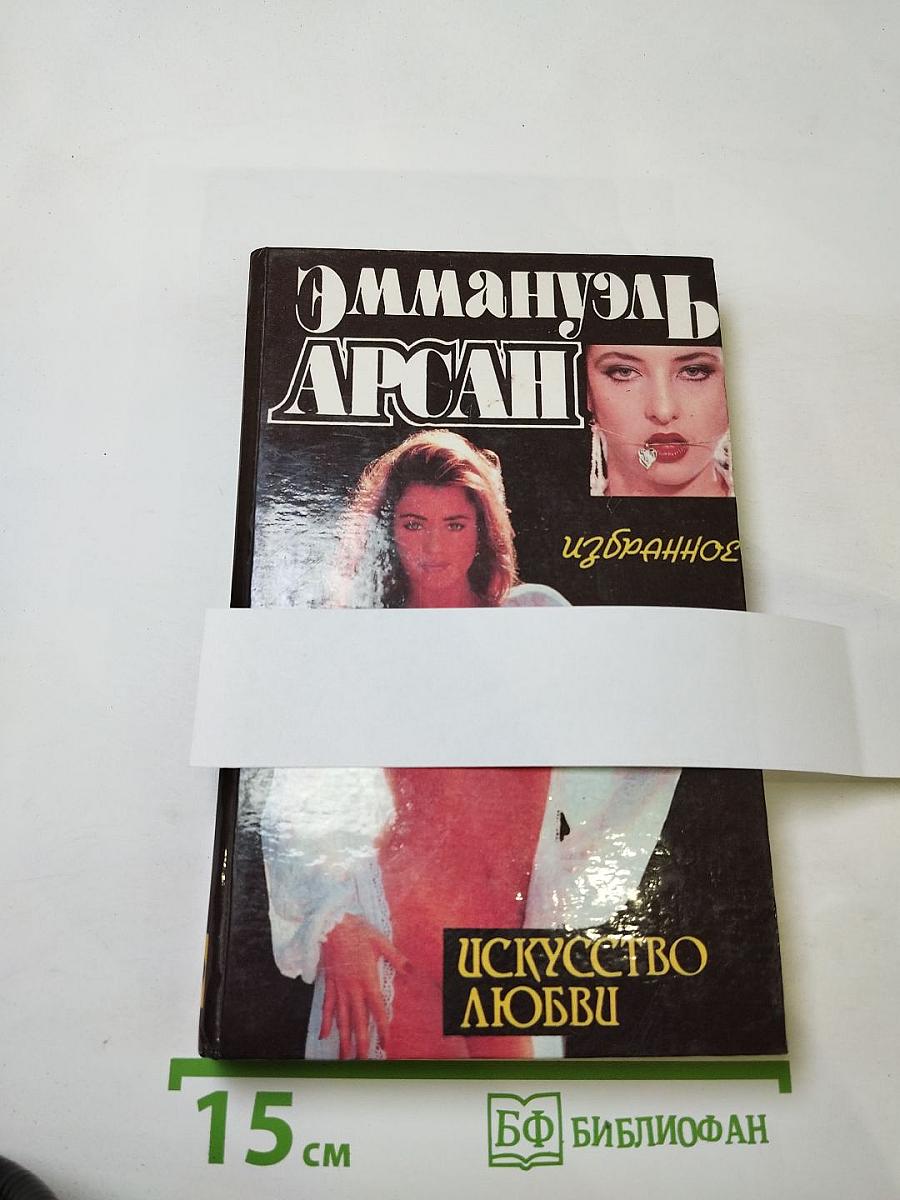 Эммануэль
АРСАН
избранное
ИСКУССТВО
ЛЮБВИ
15 см
БФ БИБЛИОФАН